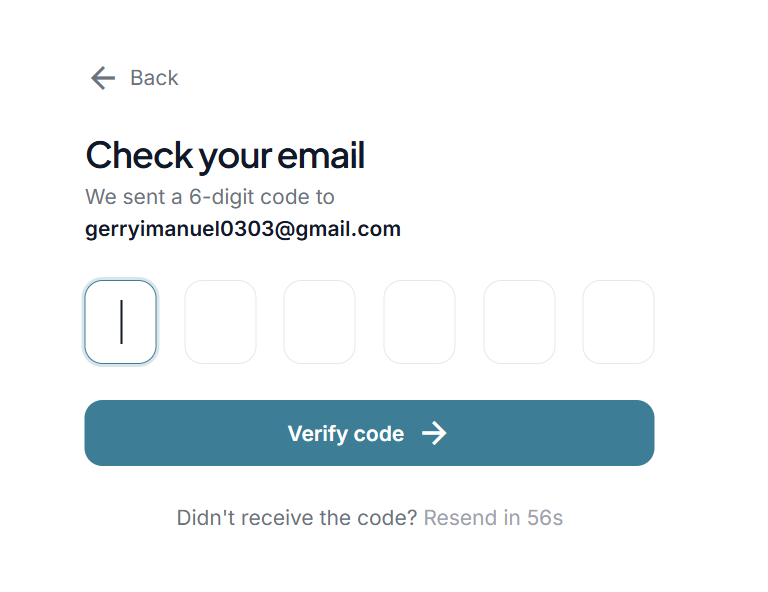 Back
Check your email
We sent a 6-digit code to
gerryimanuel0303@gmail.com
Verify code
Didn't receive the code? Resend in 56s